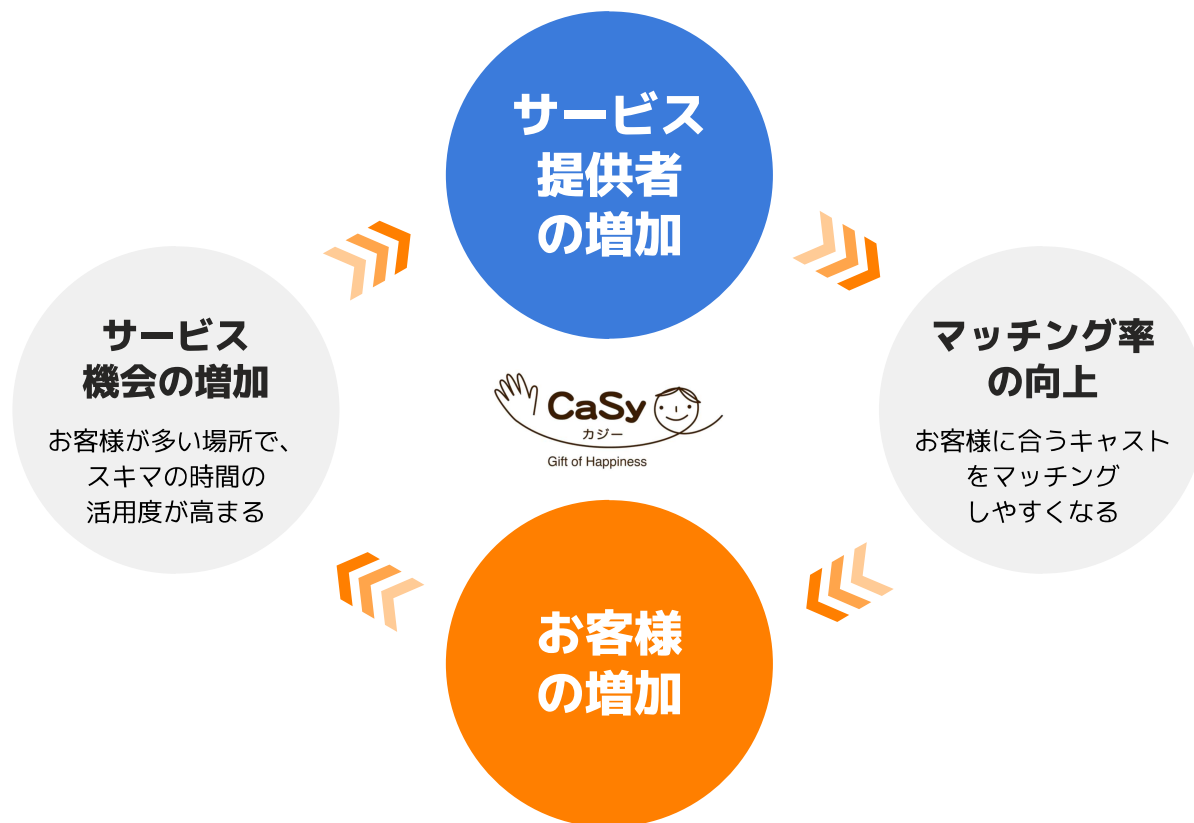 サービス
提供者
の増加
サービス
機会の増加
お客様が多い場所で、
スキマの時間の
活用度が高まる
CaSy
カジー
Gift of Happiness
マッチング率
の向上
お客様に合うキャスト
をマッチング
しやすくなる
お客様
の増加